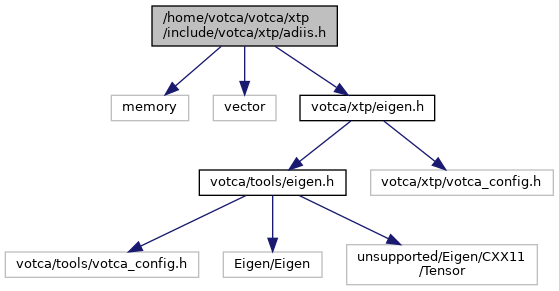 /home/votca/votca/xtp
/include/votca/xtp/adiis.h
memory
vector
votca/xtp/eigen.h
votca/tools/eigen.h
votca/xtp/votca_config.h
votca/tools/votca_config.h
Eigen/Eigen
unsupported/Eigen/CXX11
/Tensor